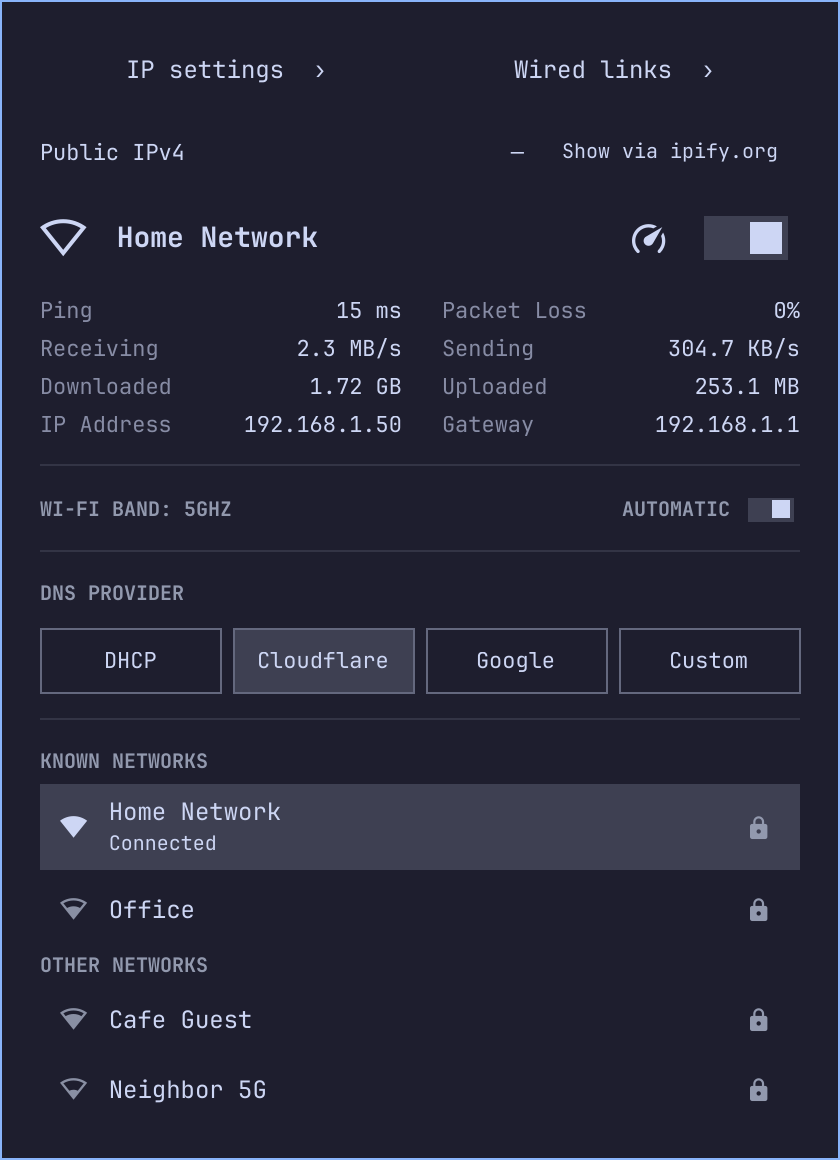 IP settings › Wired links ›
Public IPv4 — Show via ipify.org
Home Network
Ping 15 ms Packet Loss 0%
Receiving 2.3 MB/s Sending 304.7 KB/s
Downloaded 1.72 GB Uploaded 253.1 MB
IP Address 192.168.1.50 Gateway 192.168.1.1
WI-FI BAND: 5GHZ AUTOMATIC
DNS PROVIDER
DHCP Cloudflare Google Custom
KNOWN NETWORKS
Home Network
Connected
Office
OTHER NETWORKS
Cafe Guest
Neighbor 5G